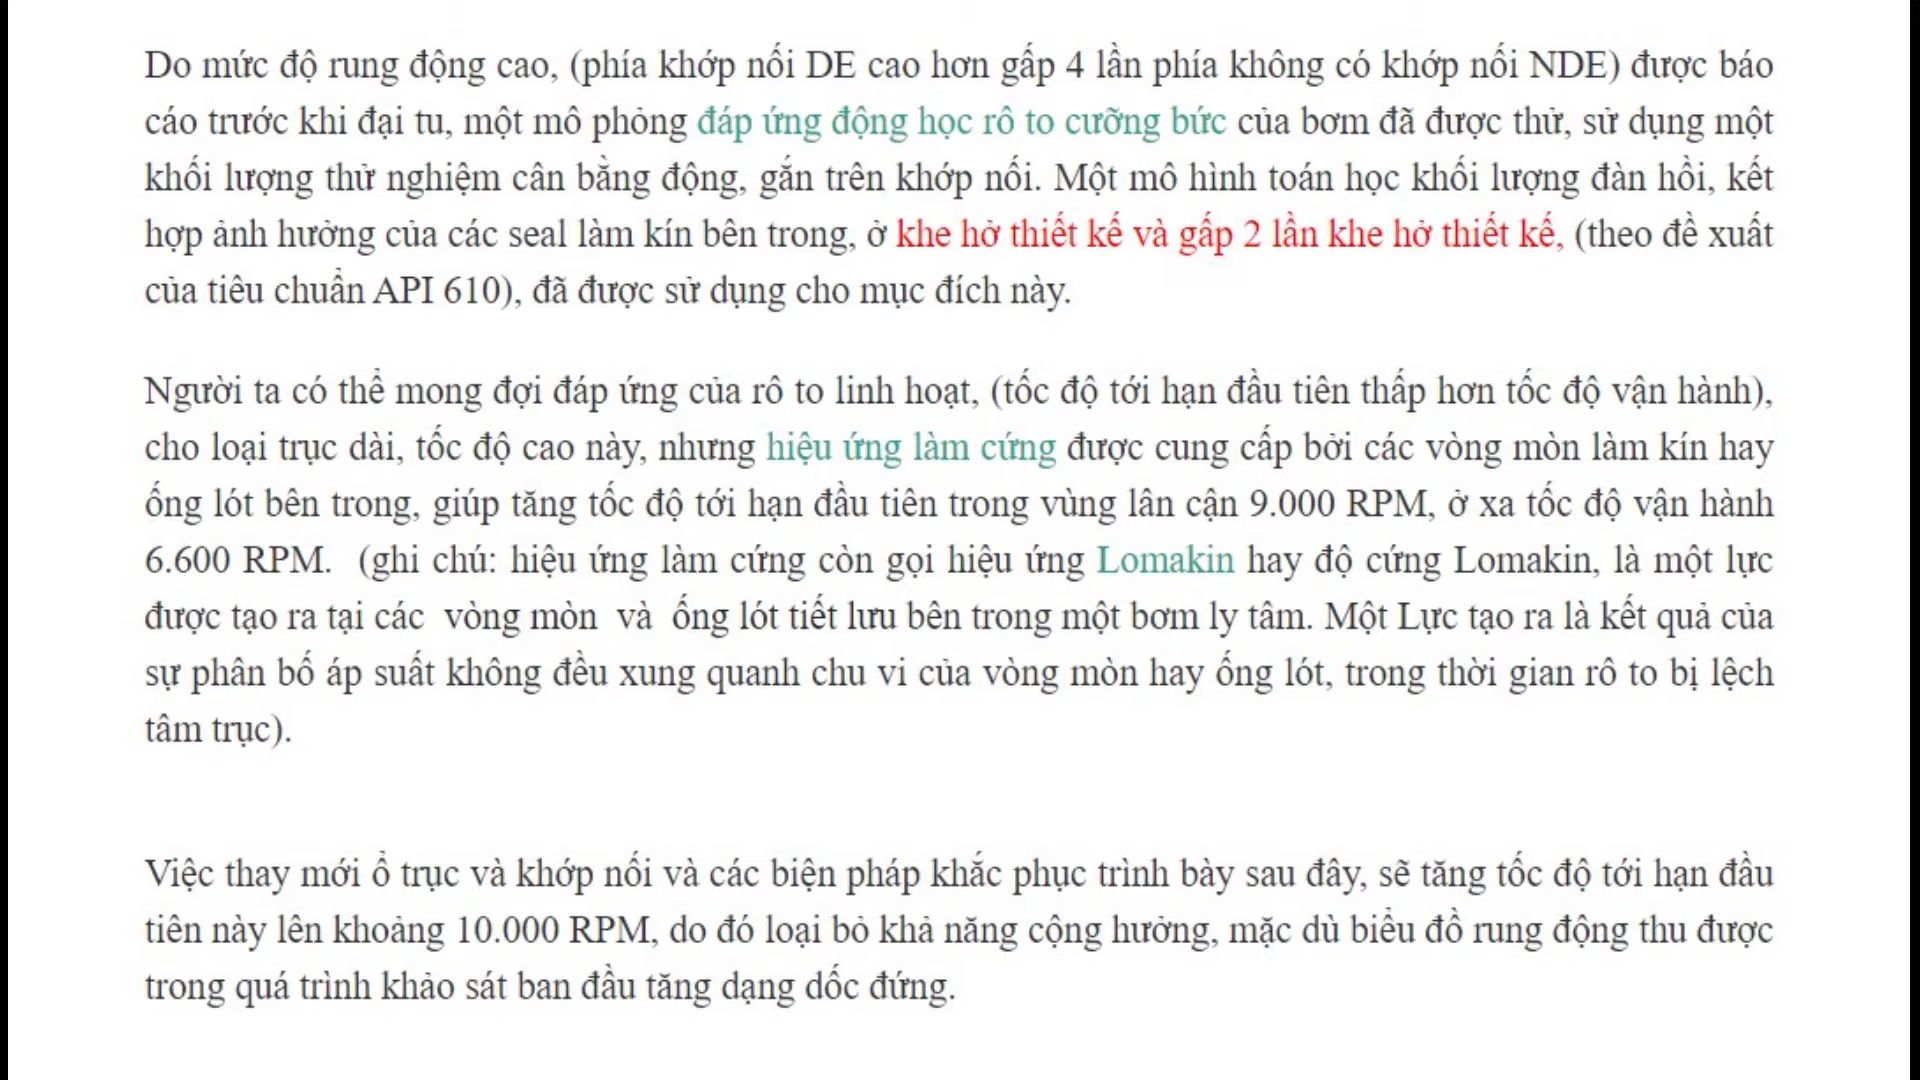 Do mức độ rung động cao, (phía khớp nối DE cao hơn gấp 4 lần phía không có khớp nối NDE) được báo
cáo trước khi đại tu, một mô phỏng đáp ứng động học rô to cưỡng bức của bơm đã được thử, sử dụng một
khối lượng thử nghiệm cân bằng động, gắn trên khớp nối. Một mô hình toán học khối lượng đàn hồi, kết
hợp ảnh hưởng của các seal làm kín bên trong, ở khe hở thiết kế và gấp 2 lần khe hở thiết kế, (theo đề xuất
của tiêu chuẩn API 610), đã được sử dụng cho mục đích này.
Người ta có thể mong đợi đáp ứng của rô to linh hoạt, (tốc độ tới hạn đầu tiên thấp hơn tốc độ vận hành),
cho loại trục dài, tốc độ cao này, nhưng hiệu ứng làm cứng được cung cấp bởi các vòng mòn làm kín hay
ống lót bên trong, giúp tăng tốc độ tới hạn đầu tiên trong vùng lân cận 9.000 RPM, ở xa tốc độ vận hành
6.600 RPM. (ghi chú: hiệu ứng làm cứng còn gọi hiệu ứng Lomakin hay độ cứng Lomakin, là một lực
được tạo ra tại các vòng mòn và ống lót tiết lưu bên trong một bơm ly tâm. Một Lực tạo ra là kết quả của
sự phân bố áp suất không đều xung quanh chu vi của vòng mòn hay ống lót, trong thời gian rô to bị lệch
tâm trục).
Việc thay mới ổ trục và khớp nối và các biện pháp khắc phục trình bày sau đây, sẽ tăng tốc độ tới hạn đầu
tiên này lên khoảng 10.000 RPM, do đó loại bỏ khả năng cộng hưởng, mặc dù biểu đồ rung động thu được
trong quá trình khảo sát ban đầu tăng dạng dốc đứng.